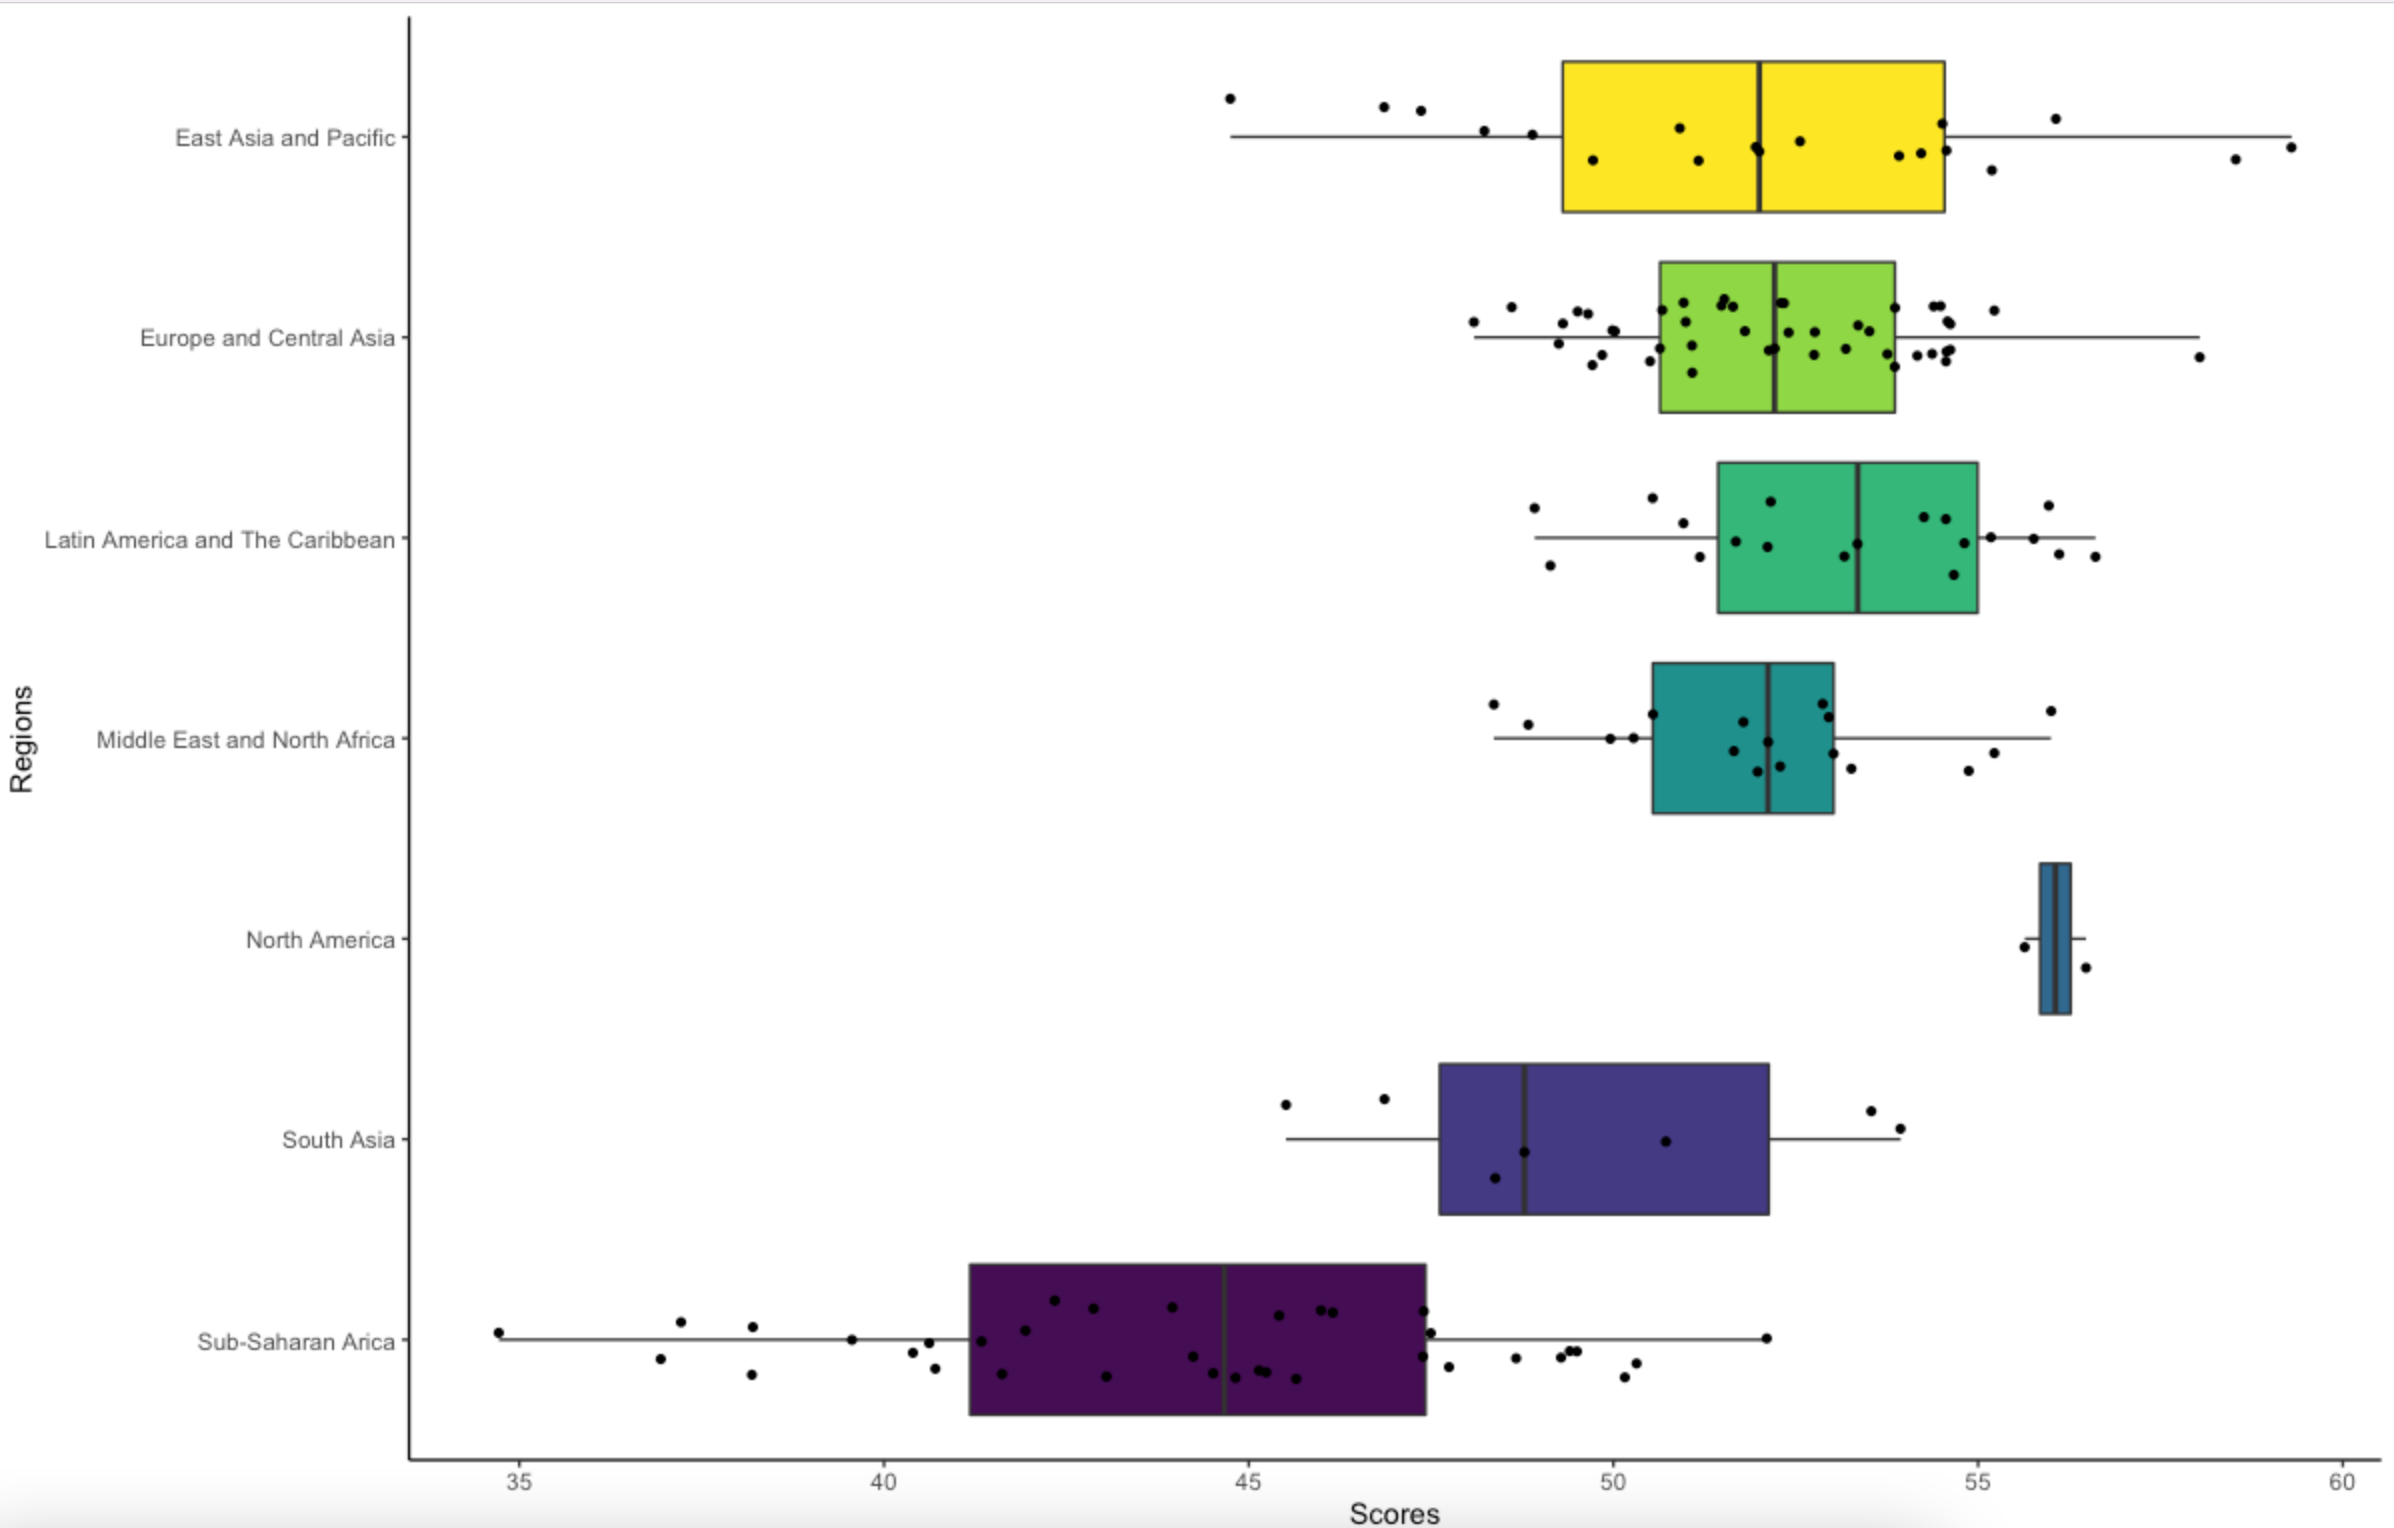 East Asia and Pacific
Europe and Central Asia
Latin America and The Caribbean
Middle East and North Africa
North America
South Asia
Sub-Saharan Arica
Regions
35 40 45 50 55 60
Scores